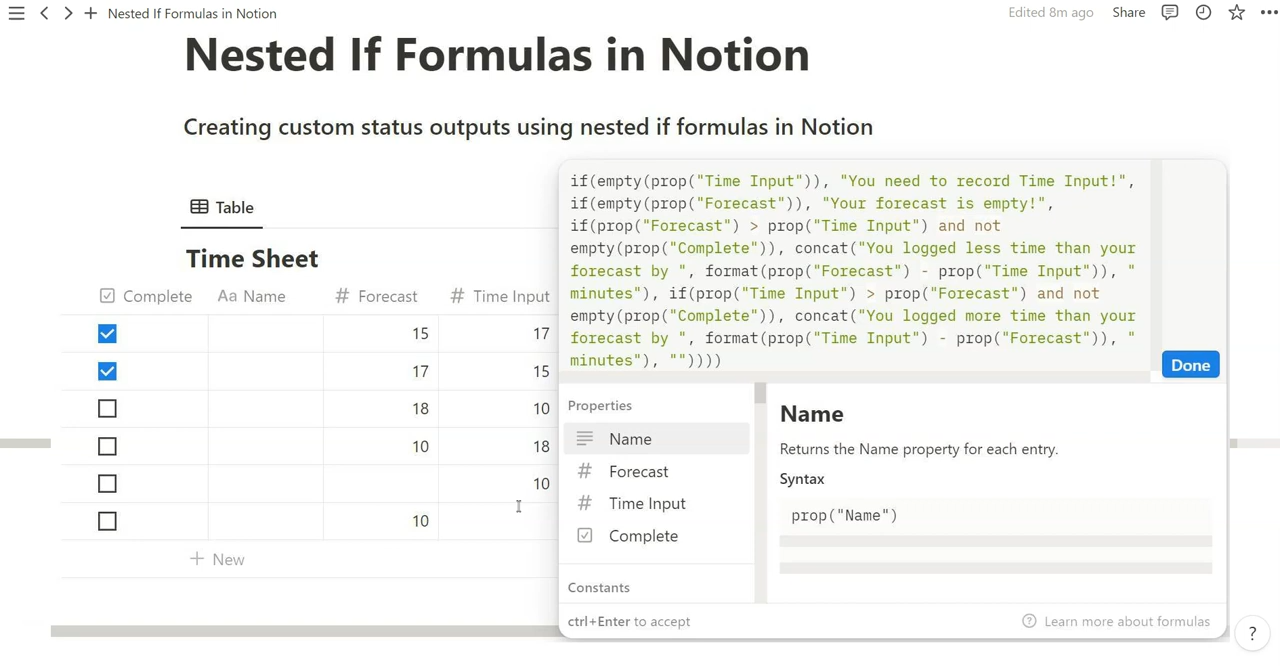 Nested If Formulas in Notion
Edited 8m ago Share
Nested If Formulas in Notion
Creating custom status outputs using nested if formulas in Notion
Table
Time Sheet
Complete Aa Name # Forecast # Time Input
15 17
17 15
18 10
10 18
10
10
+ New
if(empty(prop("Time Input")), "You need to record Time Input!",
if(empty(prop("Forecast")), "Your forecast is empty!",
if(prop("Forecast") > prop("Time Input") and not
empty(prop("Complete")), concat("You logged less time than your
forecast by ", format(prop("Forecast") - prop("Time Input")), "
minutes"), if(prop("Time Input") > prop("Forecast") and not
empty(prop("Complete")), concat("You logged more time than your
forecast by ", format(prop("Time Input") - prop("Forecast")), "
minutes"), ""))))
Done
Properties
Name
# Forecast
# Time Input
Complete
Constants
Name
Returns the Name property for each entry.
Syntax
prop("Name")
ctrl+Enter to accept
? Learn more about formulas
?